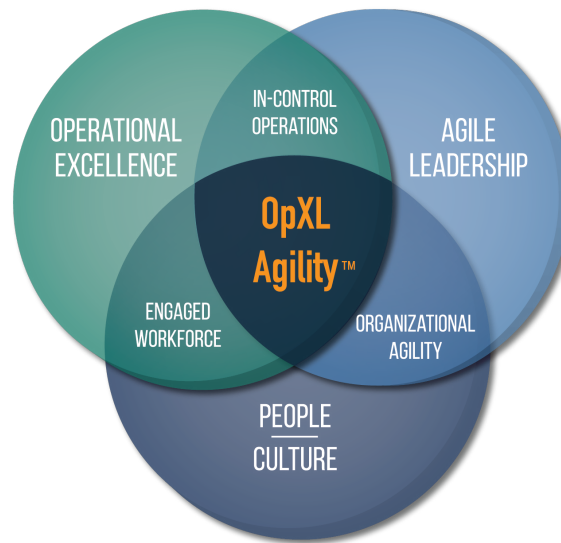 IN-CONTROL
OPERATIONS
OPERATIONAL
EXCELLENCE
AGILE
LEADERSHIP
OpXL
Agility™
ENGAGED
WORKFORCE
ORGANIZATIONAL
AGILITY
PEOPLE
CULTURE